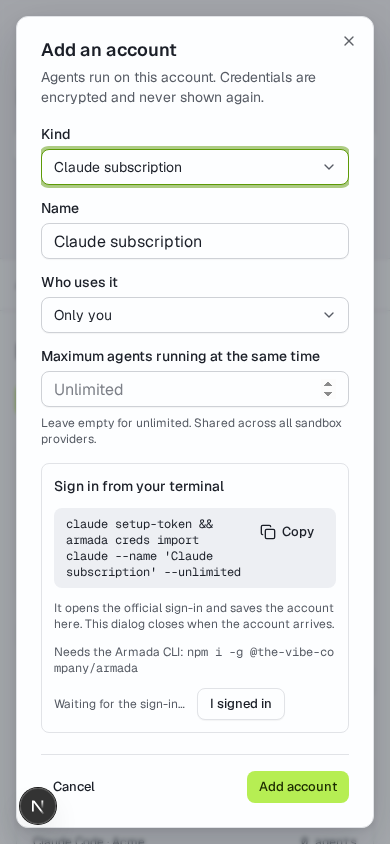 Add an account
Agents run on this account. Credentials are
encrypted and never shown again.
Kind
Claude subscription
Name
Claude subscription
Who uses it
Only you
Maximum agents running at the same time
Unlimited
Leave empty for unlimited. Shared across all sandbox
providers.
Sign in from your terminal
claude setup-token &&
armada creds import
claude --name 'Claude
subscription' --unlimited
Copy
It opens the official sign-in and saves the account
here. This dialog closes when the account arrives.
Needs the Armada CLI: npm i -g @the-vibe-co
mpany/armada
Waiting for the sign-in…
I signed in
Cancel
Add account
N